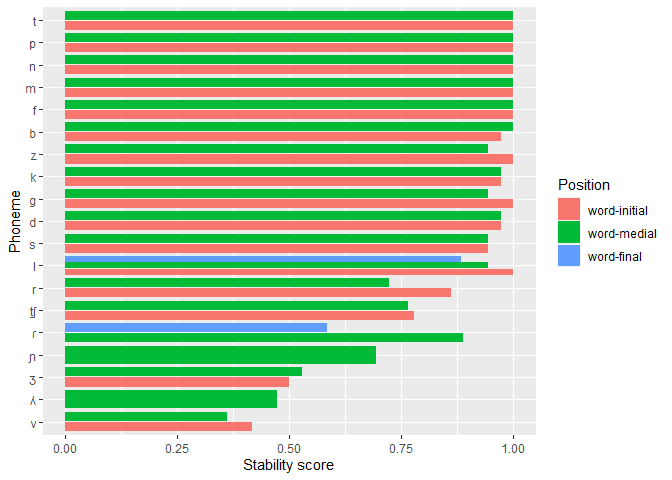 t
p
n
m
f
b
z
k
g
d
s
l
r
t͡ʃ
ɾ
ɲ
ʒ
ʎ
v
Phoneme
0.00 0.25 0.50 0.75 1.00
Stability score
Position
word-initial
word-medial
word-final